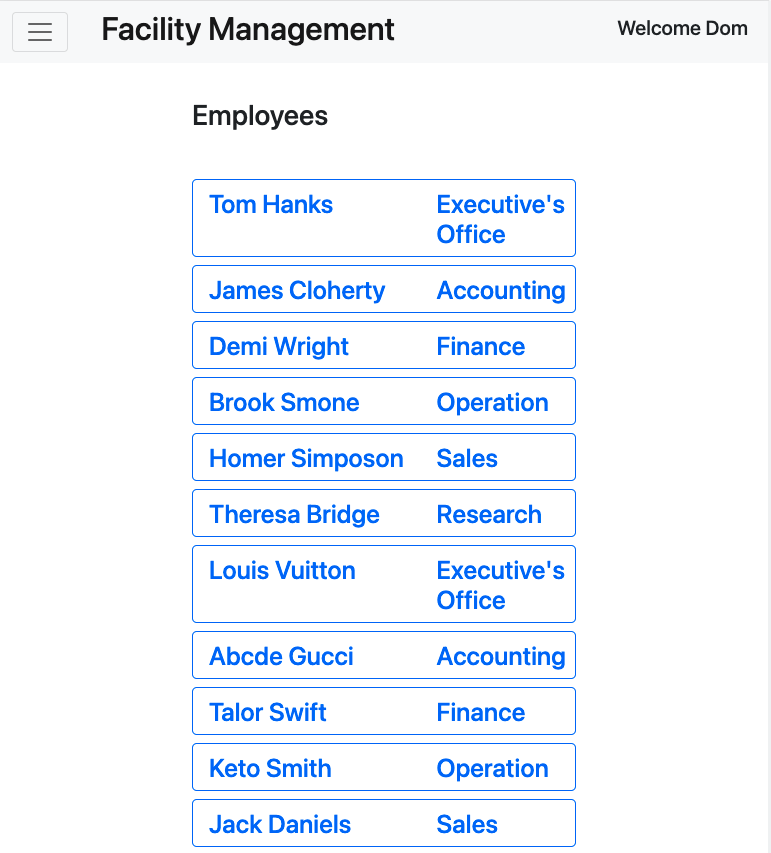 Facility Management
Welcome Dom
Employees
Tom Hanks Executive's
Office
James Cloherty Accounting
Demi Wright Finance
Brook Smone Operation
Homer Simposon Sales
Theresa Bridge Research
Louis Vuitton Executive's
Office
Abcde Gucci Accounting
Talor Swift Finance
Keto Smith Operation
Jack Daniels Sales